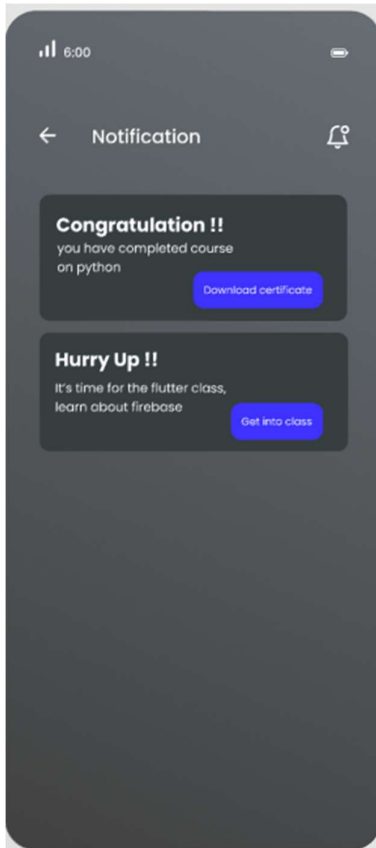 6:00
Notification
Congratulation !!
you have completed course
on python
Download certificate
Hurry Up !!
It's time for the flutter class,
learn about firebase
Get into class